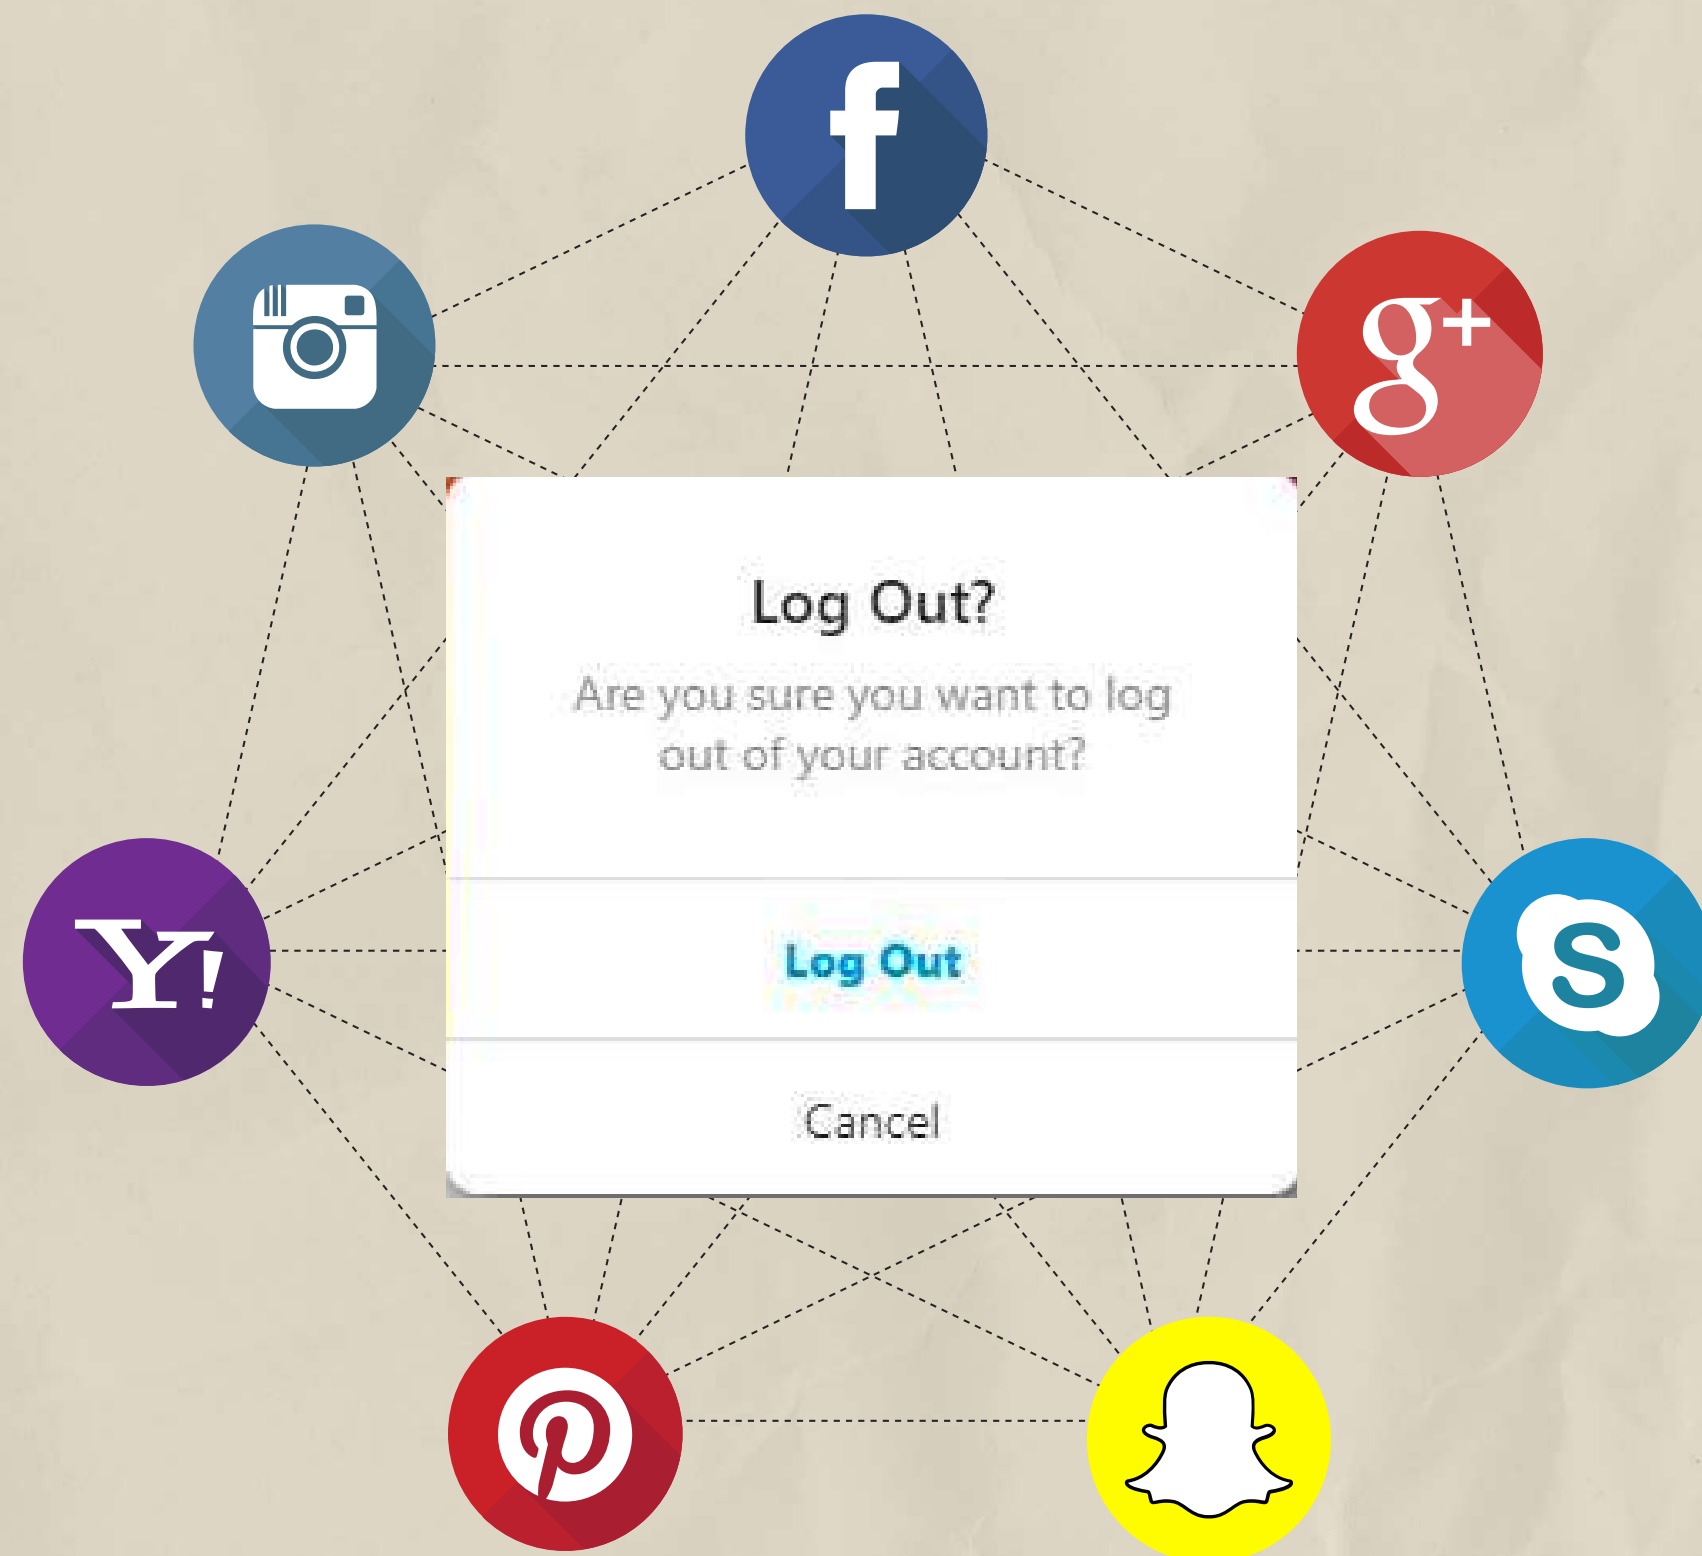 f
g+
Log Out?
Are you sure you want to log
out of your account?
Log Out
Y!
S
Cancel